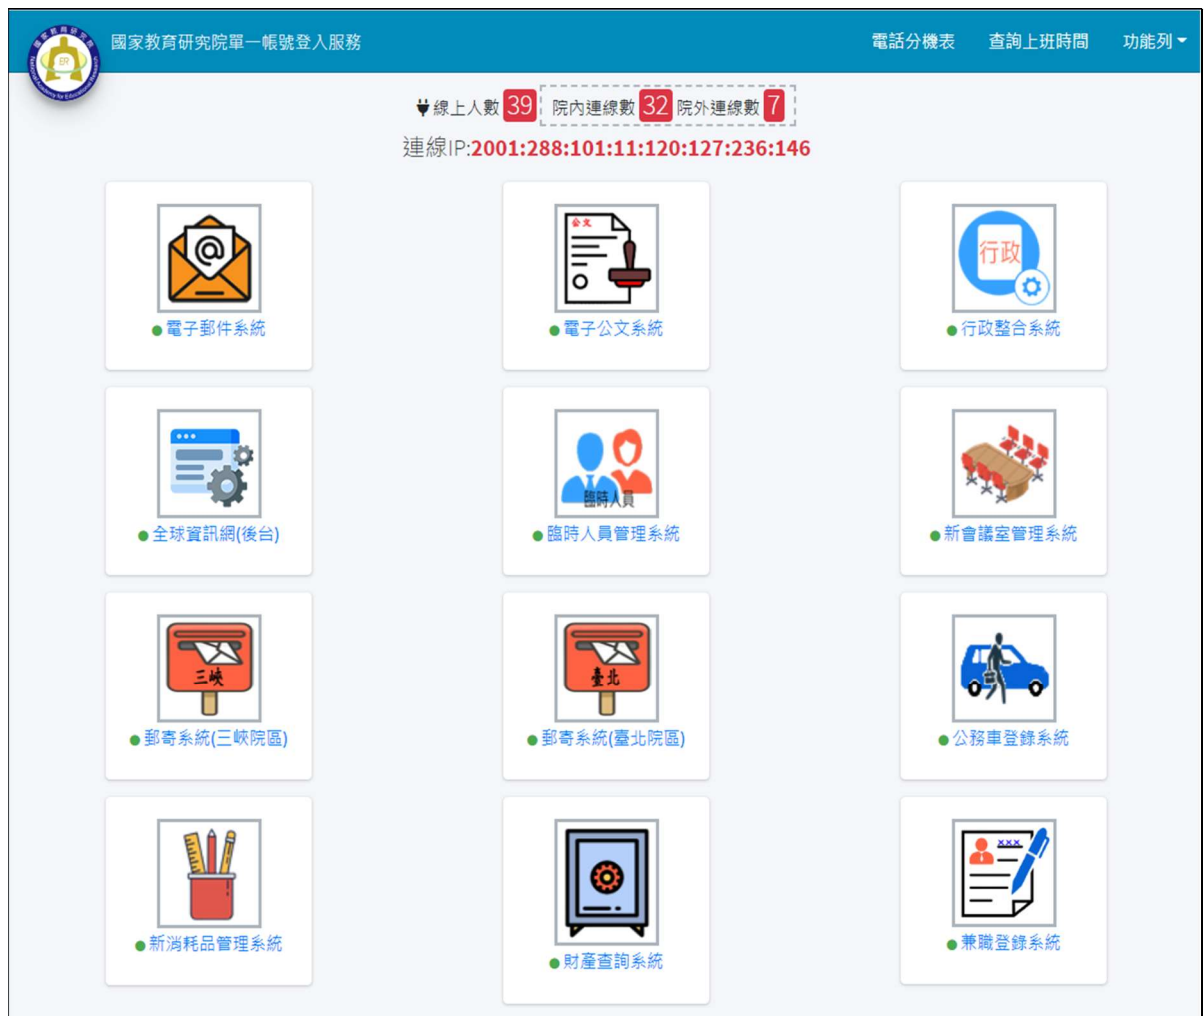 國家教育研究院單一帳號登入服務
電話分機表 查詢上班時間 功能列
線上人數 39 院內連線數 32 院外連線數 7
連線IP:2001:288:101:11:120:127:236:146
公文
行政
電子郵件系統
電子公文系統
行政整合系統
臨時人員
全球資訊網(後台)
臨時人員管理系統
新會議室管理系統
三峽
臺北
郵寄系統(三峽院區)
郵寄系統(臺北院區)
公務車登錄系統
xxx
新消耗品管理系統
財產查詢系統
兼職登錄系統